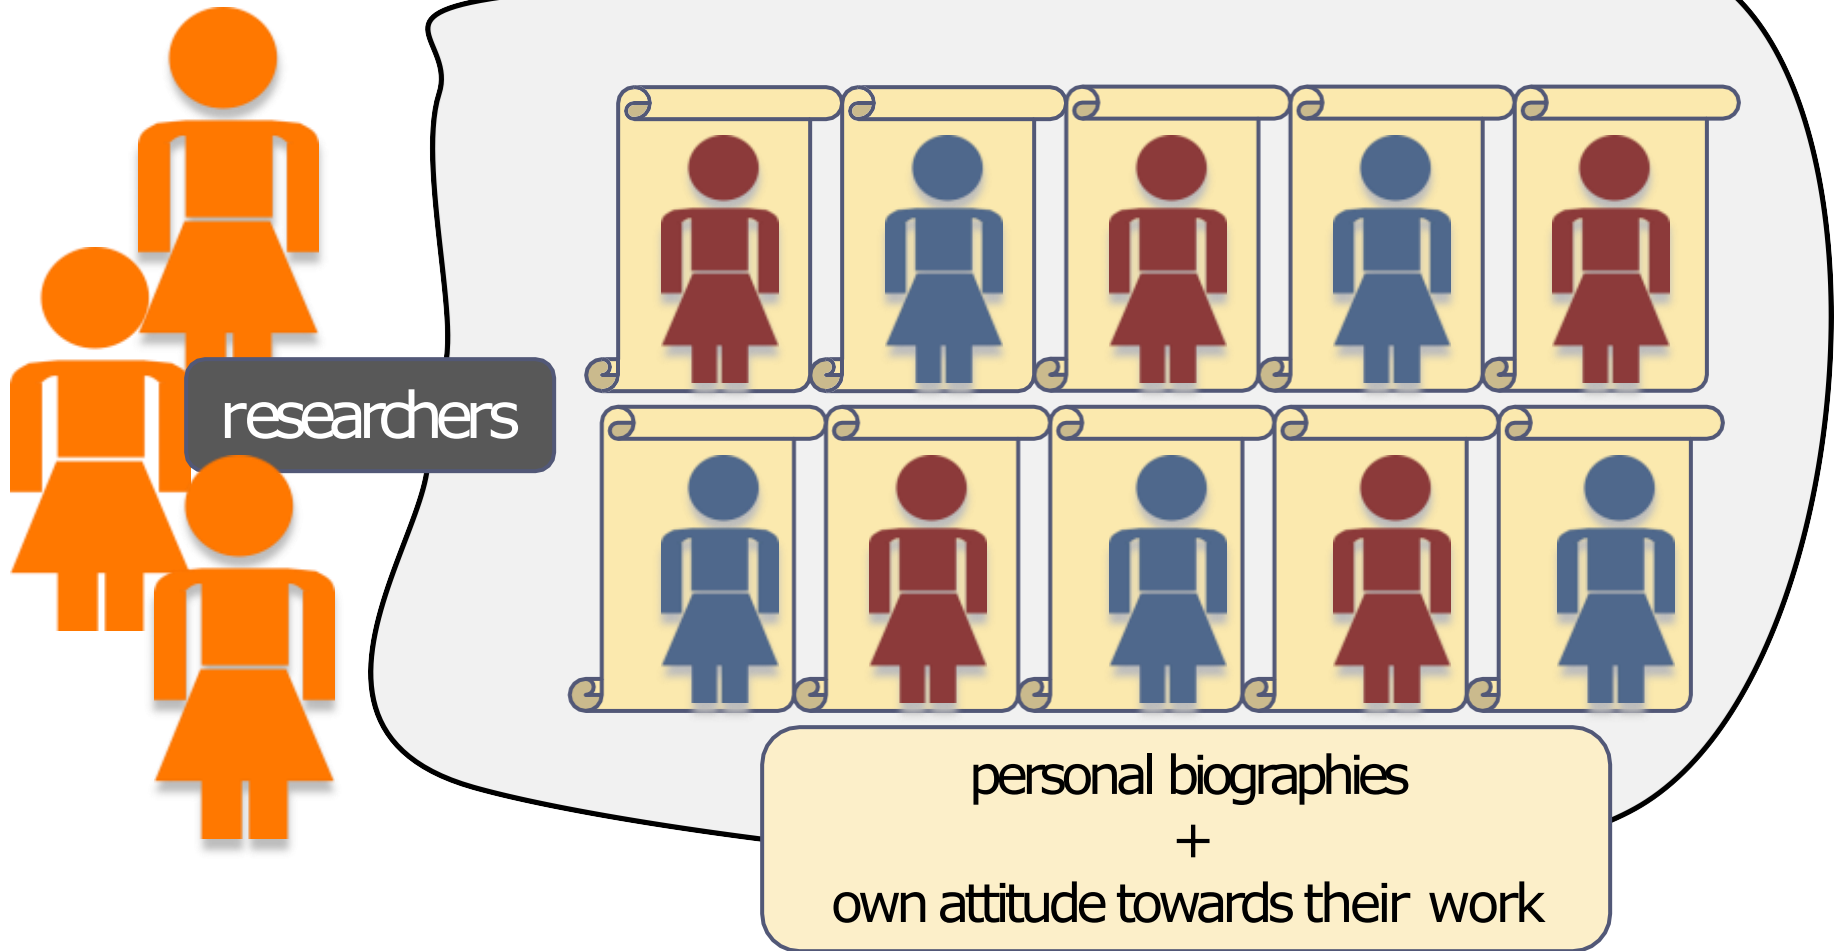 researchers
personal biographies
+
own attitude towards their work